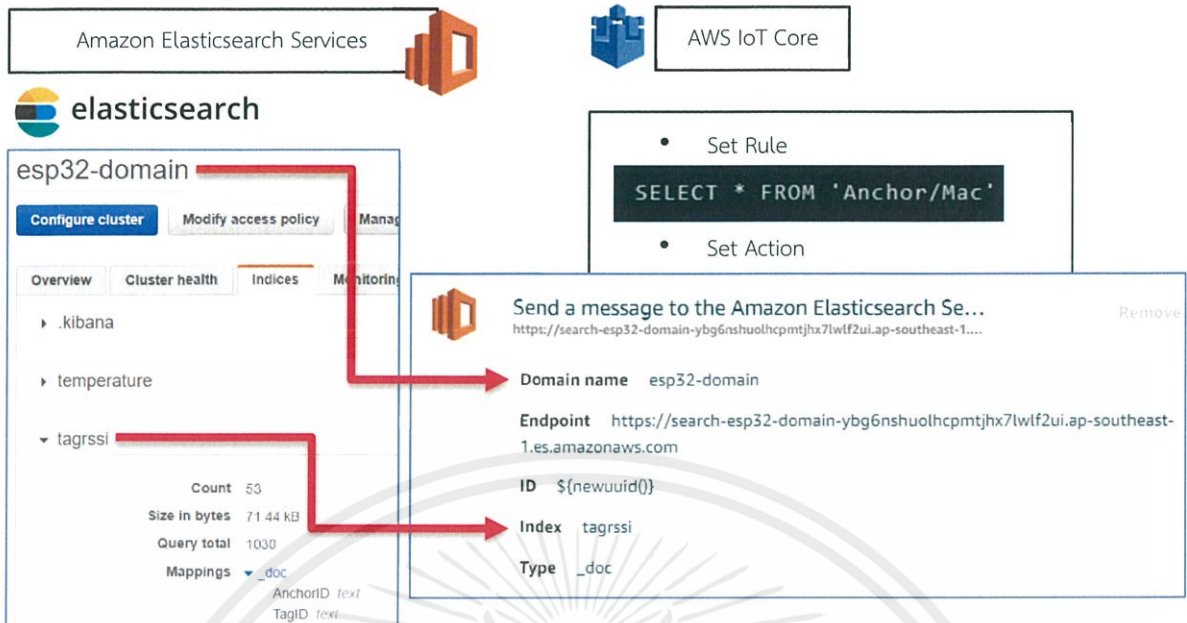 Amazon Elasticsearch Services
AWS IoT Core
elasticsearch
esp32-domain
Configure cluster
Modify access policy
Overview
Cluster health
Indices
.kibana
temperature
tagrssi
Count 53
Size in bytes 71.44 kB
Query total 1030
Mappings _doc
AnchorID text
TagID text
• Set Rule
SELECT * FROM 'Anchor/Mac'
• Set Action
Send a message to the Amazon Elasticsearch Se...
https://search-esp32-domain-ybg6nshuolhcpmtjhx7lwlf2ui.ap-southeast-1....
Remove
Domain name esp32-domain
Endpoint https://search-esp32-domain-ybg6nshuolhcpmtjhx7lwlf2ui.ap-southeast-
1.es.amazonaws.com
ID ${newuuid()}
Index tagrssi
Type _doc